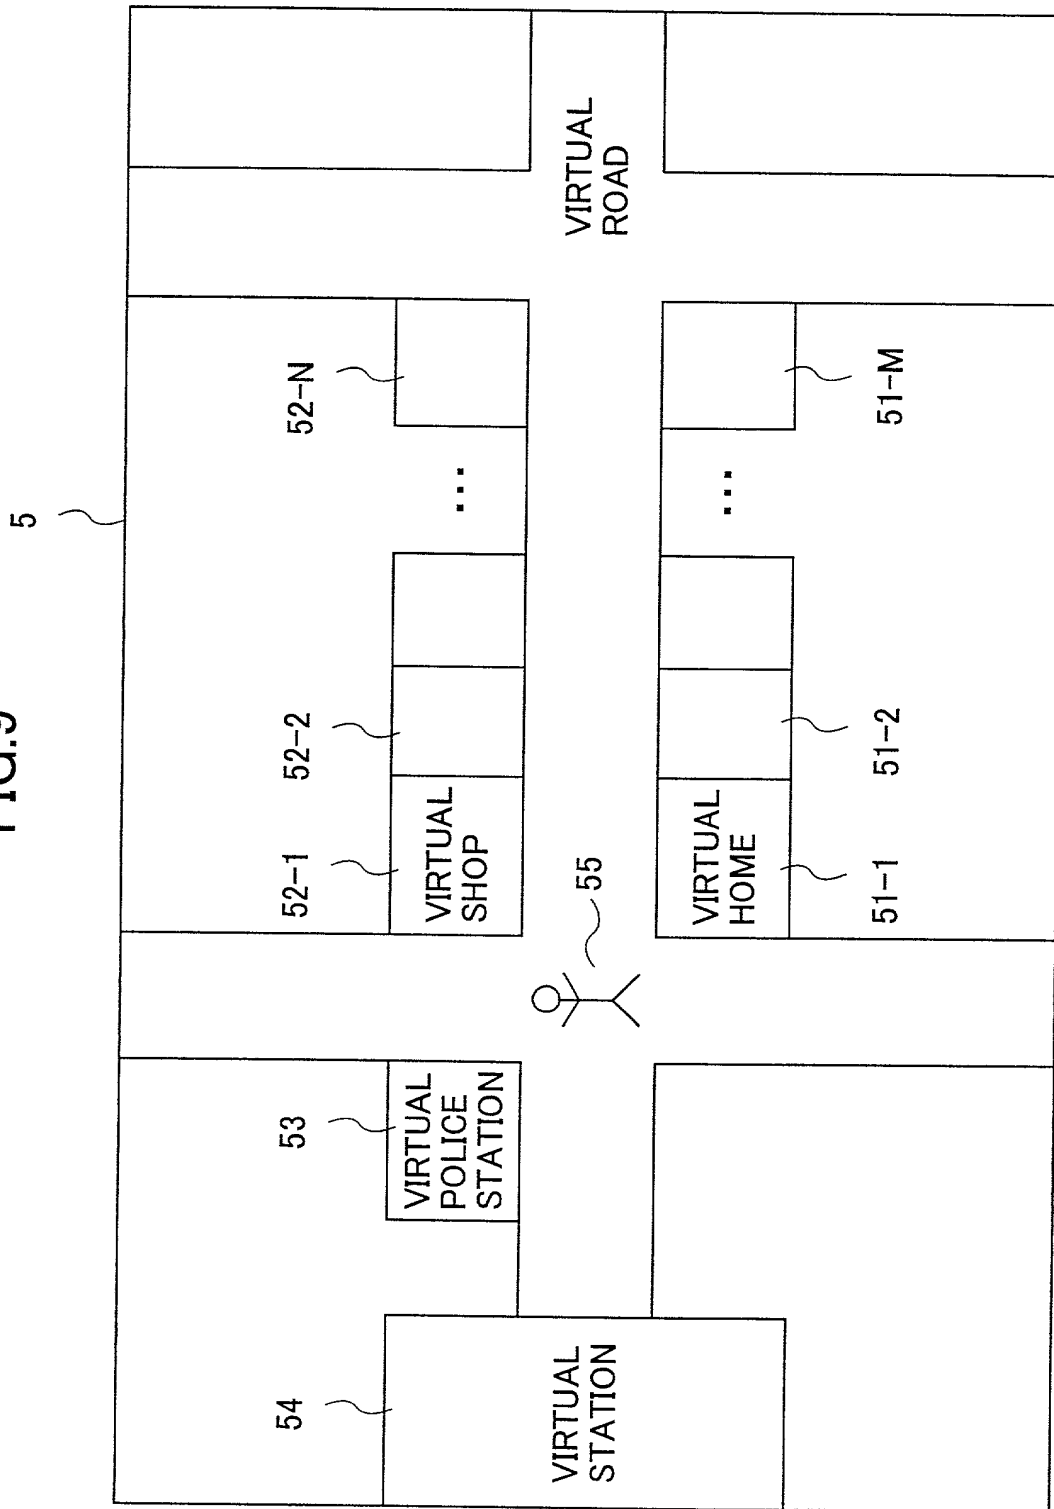 FIG.
5
54
53
52-1
52-2
52-N
VIRTUAL
POLICE
STATION
VIRTUAL
SHOP
...
VIRTUAL
STATION
55
VIRTUAL
ROAD
VIRTUAL
HOME
...
51-1
51-2
51-M